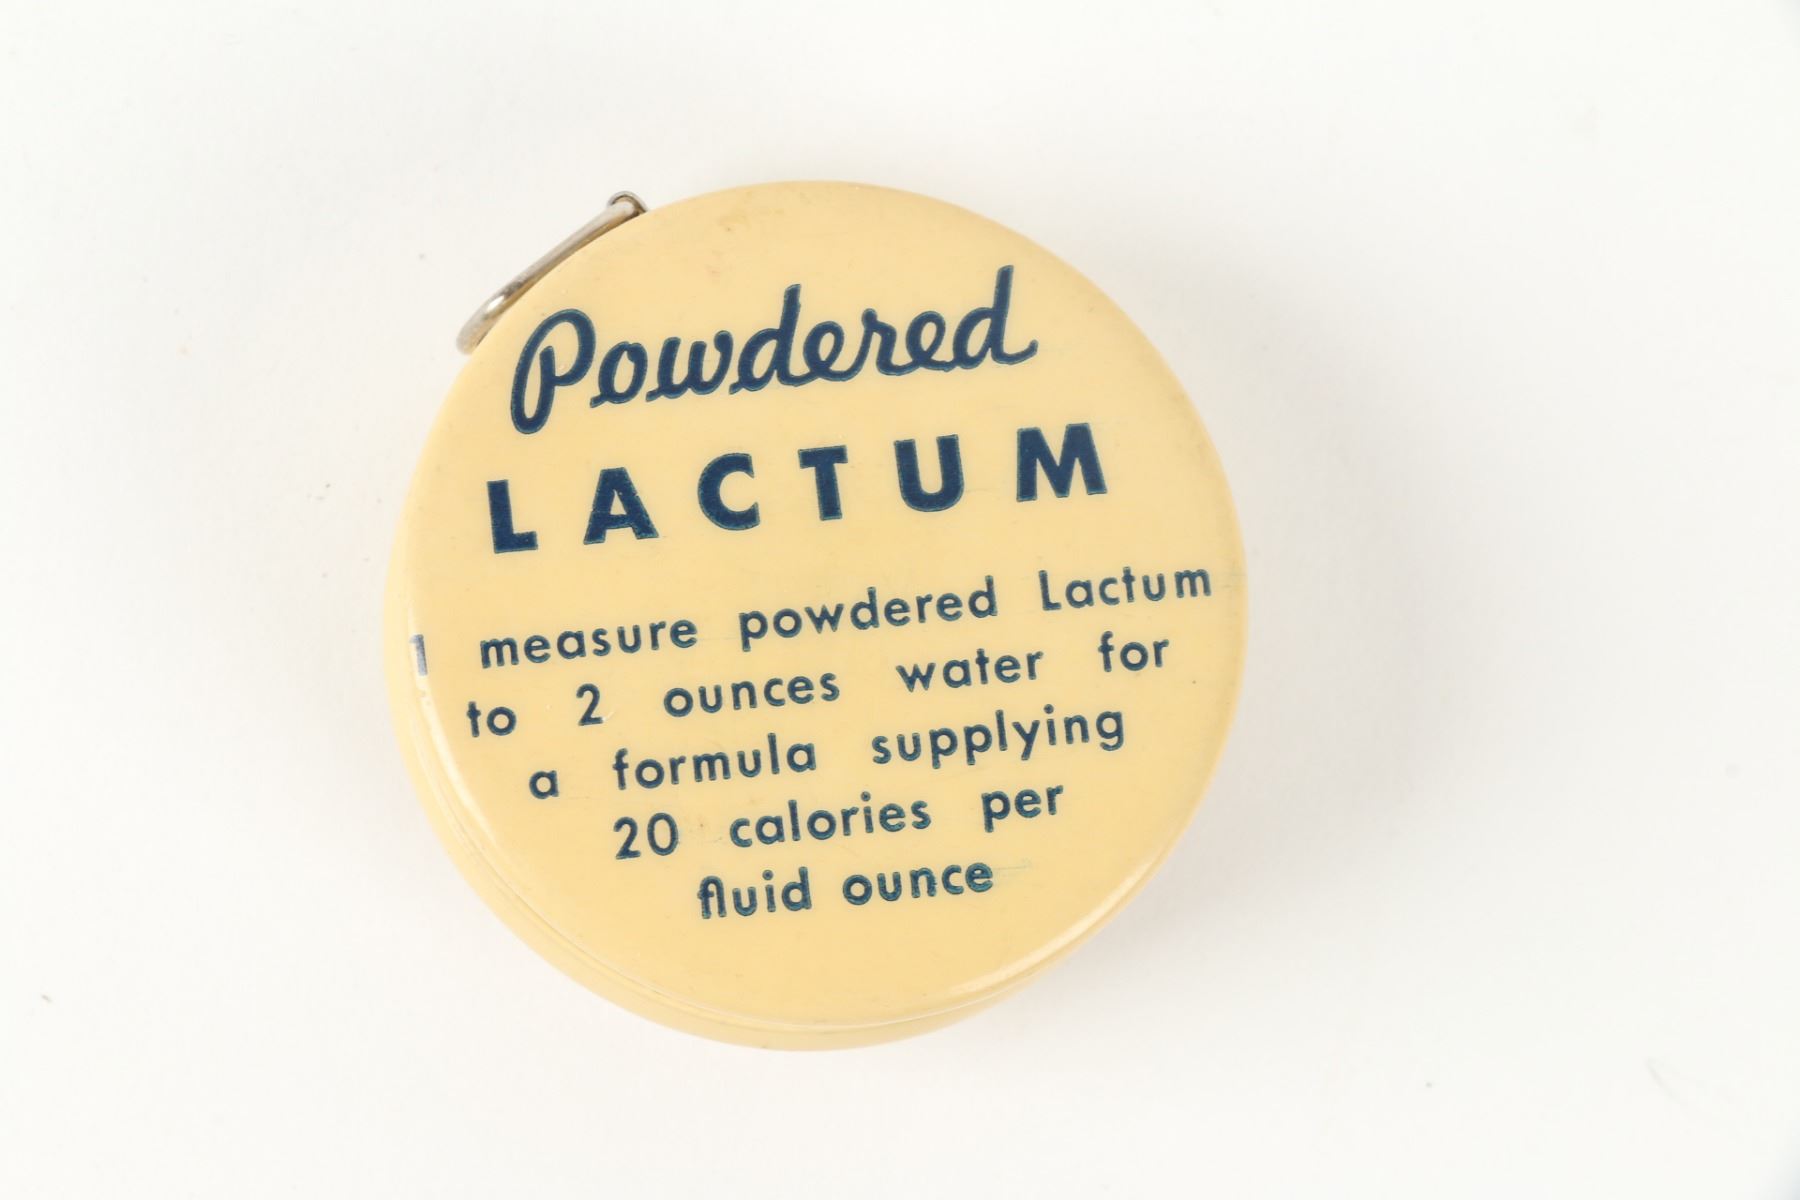 Powdered
LACTUM
1 measure powdered Lactum
to 2 ounces water for
a formula supplying
20 calories per
fluid ounce